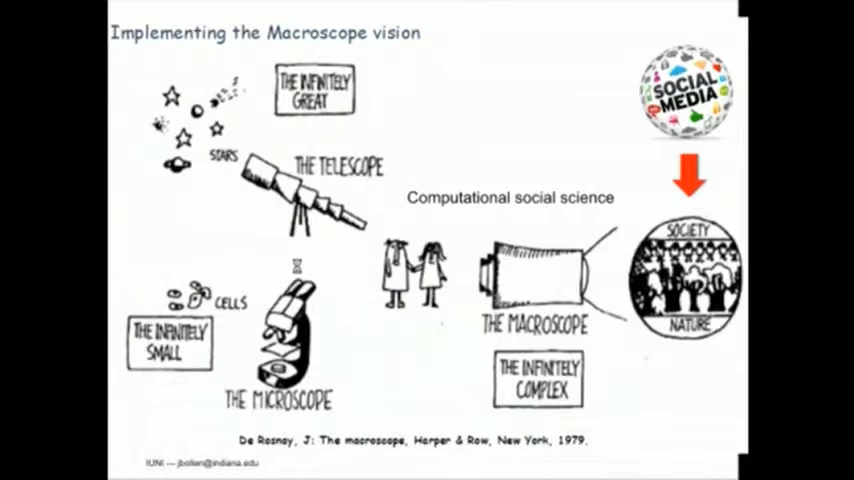 Implementing the Macroscope vision
THE INFINITELY
GREAT
SOCIAL
MEDIA
STARS
THE TELESCOPE
Computational social science
SOCIETY
NATURE
CELLS
THE INFINITELY
SMALL
THE MICROSCOPE
THE MACROSCOPE
THE INFINITELY
COMPLEX
De Rosnay, J: The macroscope, Harper & Row, New York, 1979.
IUNI — jbollen@indiana.edu